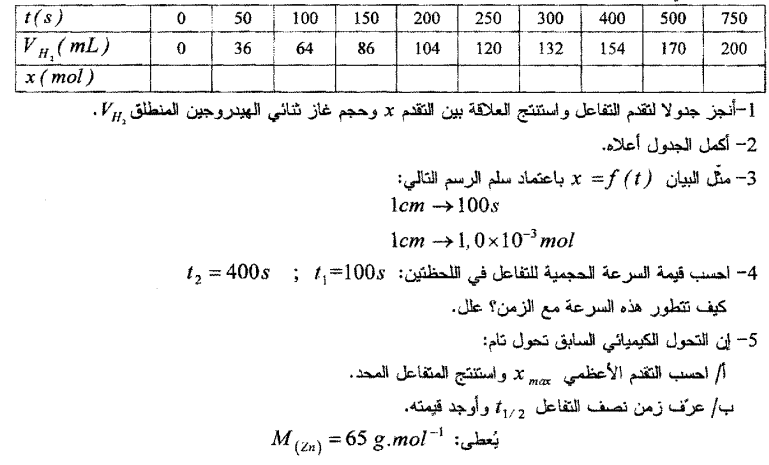 t(s) 0 50 100 150 200 250 300 400 500 750
V_{H_2}(mL) 0 36 64 86 104 120 132 154 170 200
x(mol)
1-أنجز جدولا لتقدم التفاعل واستنتج العلاقة بين التقدم x وحجم غاز ثنائي الهيدروجين المنطلق V_{H_2}.
2- أكمل الجدول أعلاه.
3- مثّل البيان x = f(t) باعتماد سلم الرسم التالي:
1cm → 100s
1cm → 1,0×10⁻³ mol
4- احسب قيمة السرعة الحجمية للتفاعل في اللحظتين: t₁=100s ; t₂ = 400s
كيف تتطور هذه السرعة مع الزمن؟ علل.
5- إن التحول الكيميائي السابق تحول تام:
أ/ احسب التقدم الأعظمي x_{max} واستنتج المتفاعل المحد.
ب/ عرّف زمن نصف التفاعل t_{1/2} وأوجد قيمته.
يُعطى: M_{(Zn)} = 65 g.mol⁻¹